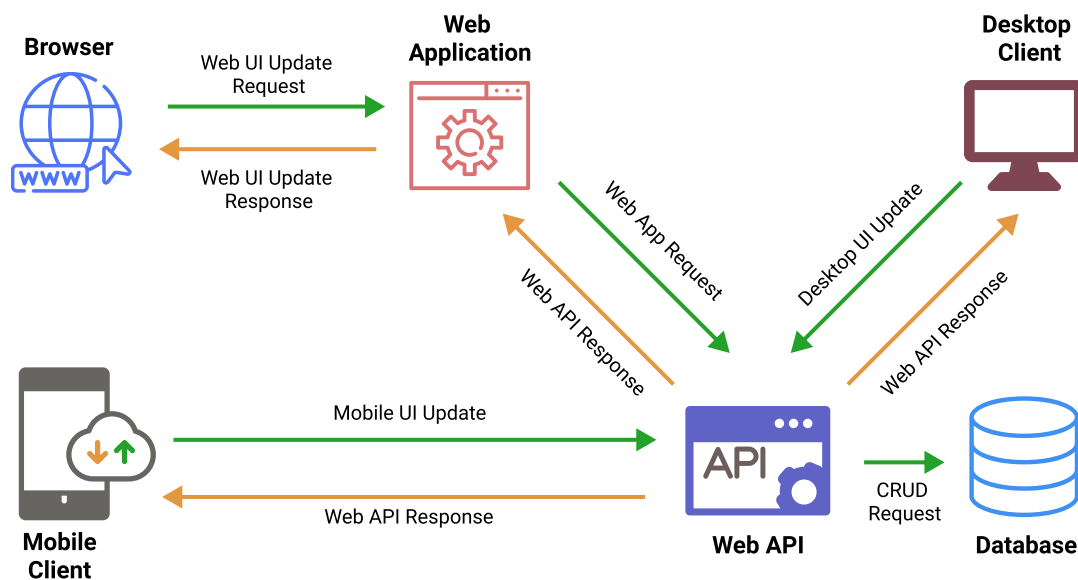 Browser
WWW
Web UI Update
Request
Web UI Update
Response
Web
Application
Desktop
Client
Web App Request
Web API Response
Desktop UI Update
Web API Response
Mobile UI Update
Web API Response
Mobile
Client
API
Web API
CRUD
Request
Database